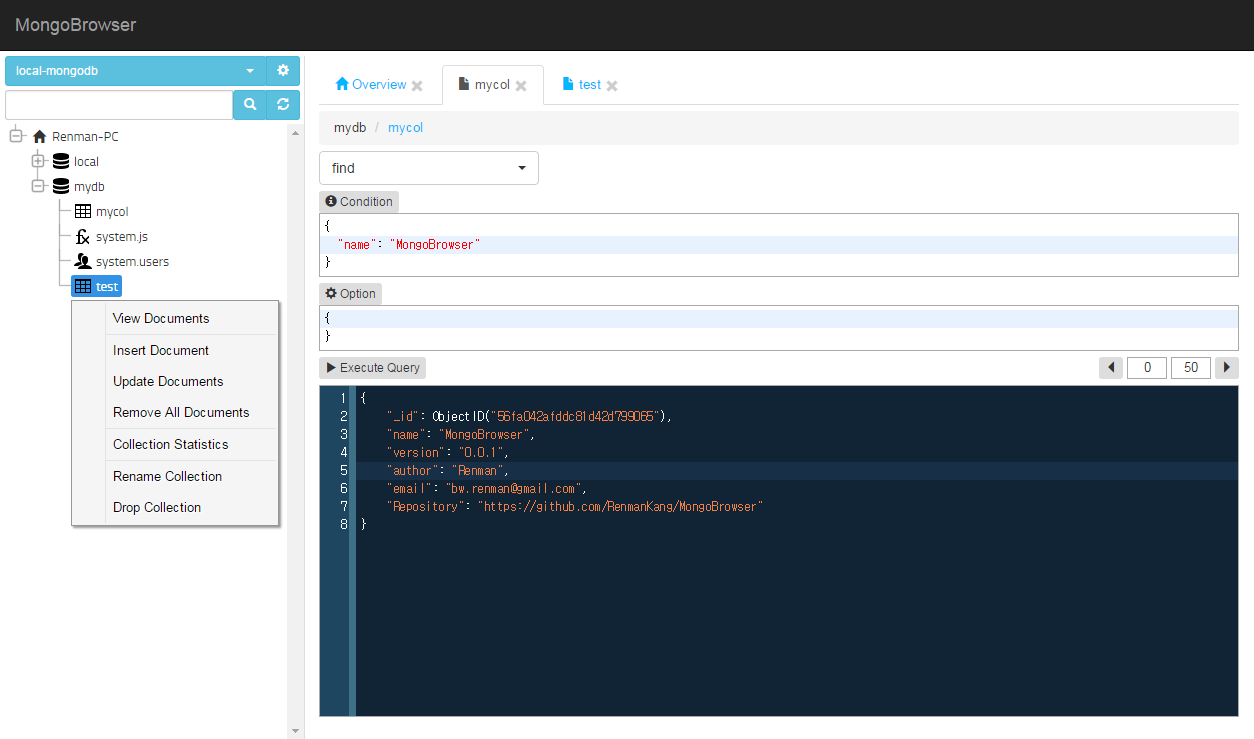 MongoBrowser
local-mongodb
Renman-PC
local
mydb
mycol
system.js
system.users
test
View Documents
Insert Document
Update Documents
Remove All Documents
Collection Statistics
Rename Collection
Drop Collection
Overview
mycol
test
mydb / mycol
find
Condition
{
"name": "MongoBrowser"
}
Option
{
}
Execute Query
0
50
1 {
2 "_id": ObjectID("56fa042afddc81d42d799065"),
3 "name": "MongoBrowser",
4 "version": "0.0.1",
5 "author": "Renman",
6 "email": "bw.renman@gmail.com",
7 "Repository": "https://github.com/RenmanKang/MongoBrowser"
8 }